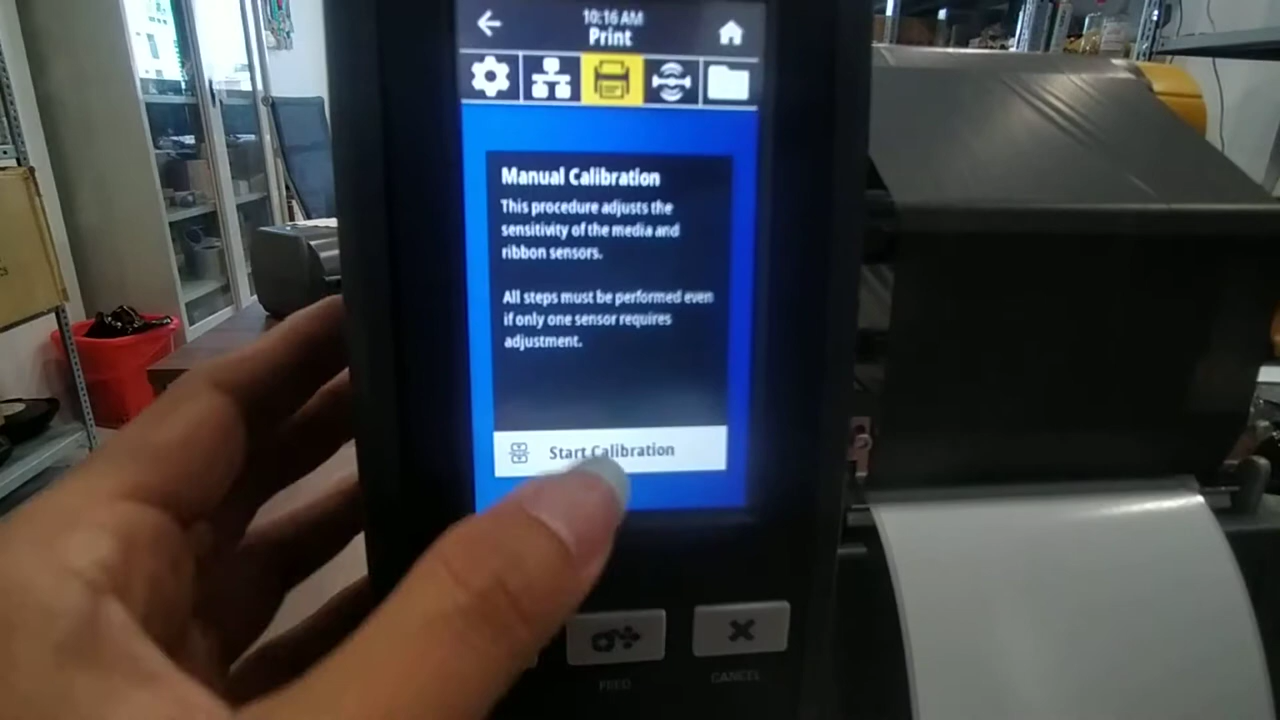 10:16 AM
Print
Manual Calibration
This procedure adjusts the
sensitivity of the media and
ribbon sensors.
All steps must be performed even
if only one sensor requires
adjustment.
Start Calibration
FEED
CANCEL